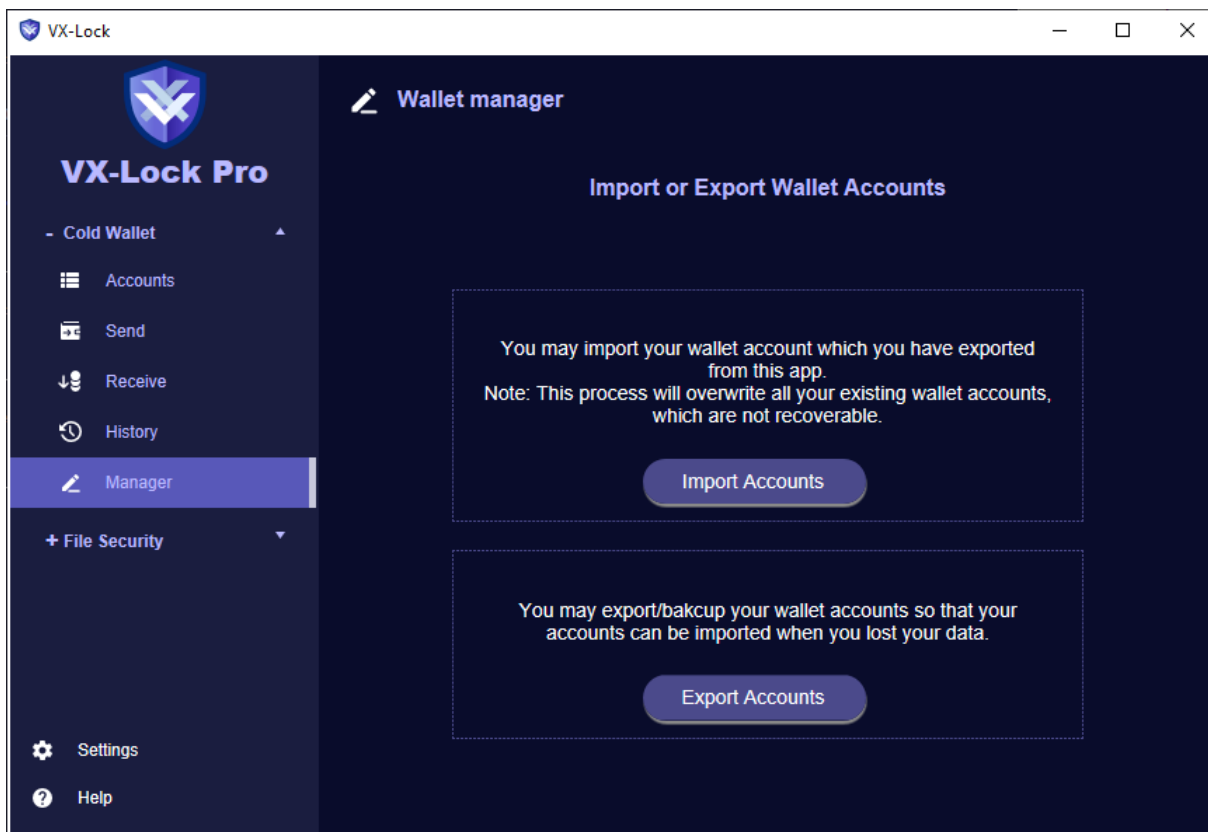 VX-Lock
VX-Lock Pro
- Cold Wallet
Accounts
Send
Receive
History
Manager
+ File Security
Settings
Help
Wallet manager
Import or Export Wallet Accounts
You may import your wallet account which you have exported
from this app.
Note: This process will overwrite all your existing wallet accounts,
which are not recoverable.
Import Accounts
You may export/bakcup your wallet accounts so that your
accounts can be imported when you lost your data.
Export Accounts